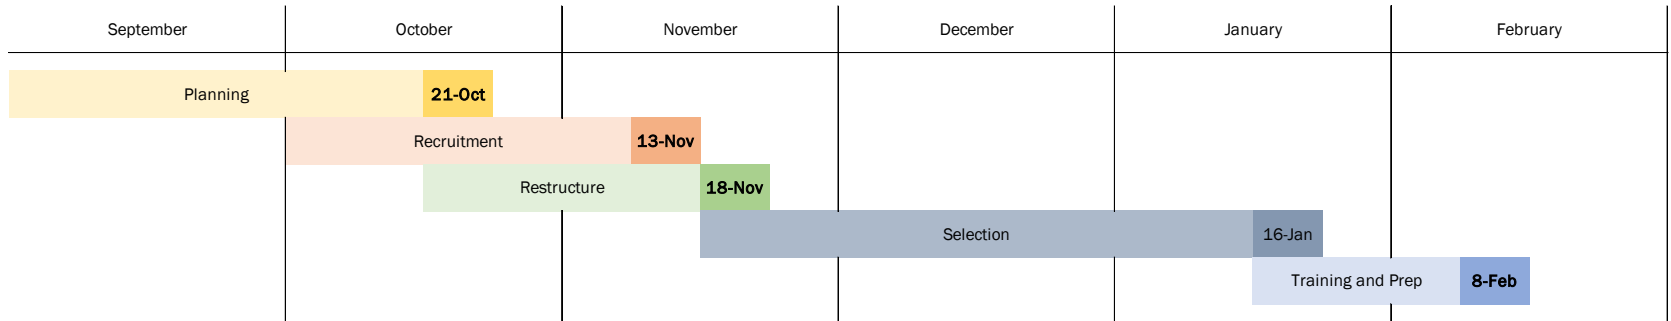 September October November December January February
Planning 21-Oct
Recruitment 13-Nov
Restructure 18-Nov
Selection 16-Jan
Training and Prep 8-Feb